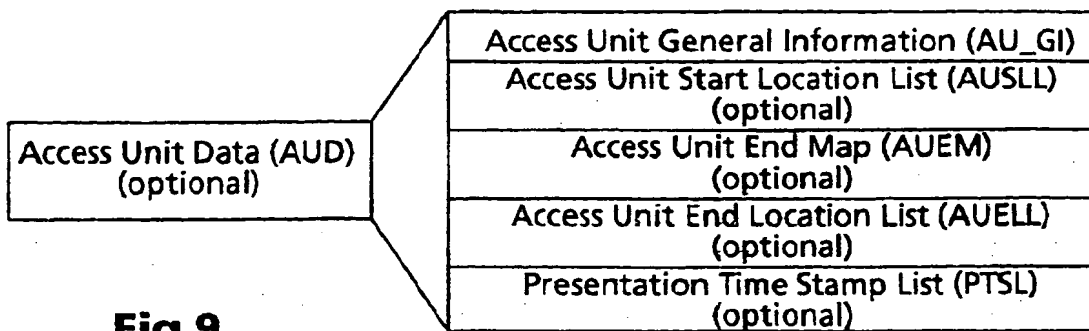 Access Unit Data (AUD)
(optional)
Access Unit General Information (AU_GI)
Access Unit Start Location List (AUSLL)
(optional)
Access Unit End Map (AUEM)
(optional)
Access Unit End Location List (AUELL)
(optional)
Presentation Time Stamp List (PTSL)
(optional)
Fig.9